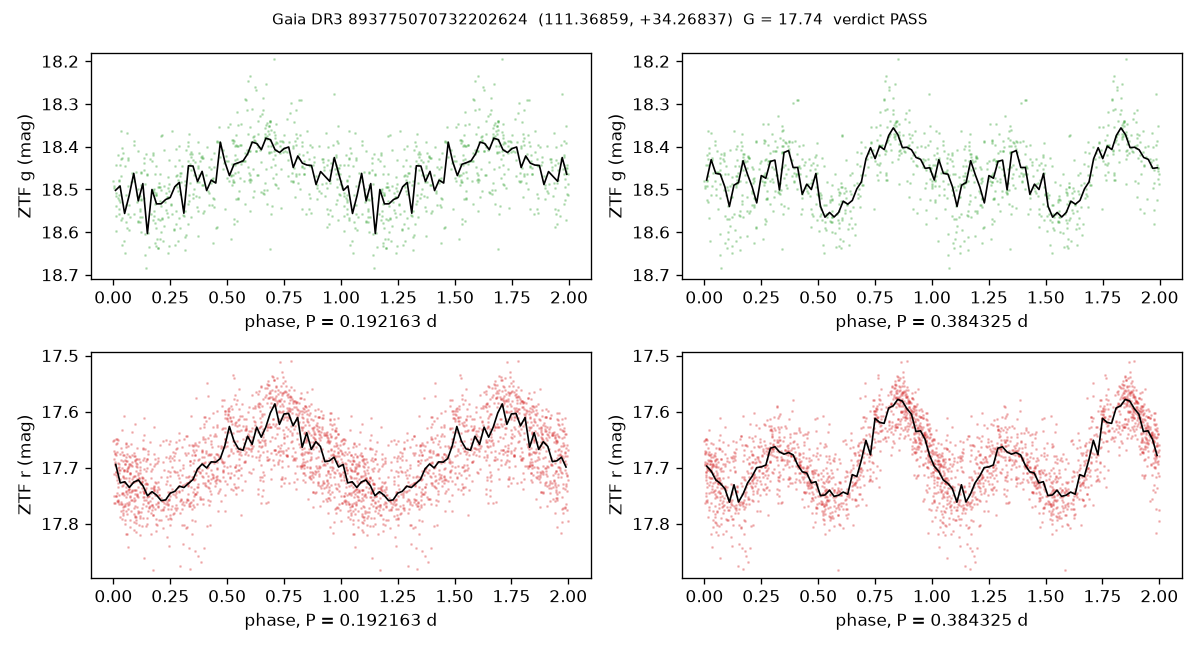 Gaia DR3 893775070732202624 (111.36859, +34.26837) G = 17.74 verdict PASS
ZTF g (mag)
18.2
18.3
18.4
18.5
18.6
18.7
0.00 0.25 0.50 0.75 1.00 1.25 1.50 1.75 2.00
phase, P = 0.192163 d
ZTF g (mag)
18.2
18.3
18.4
18.5
18.6
18.7
0.00 0.25 0.50 0.75 1.00 1.25 1.50 1.75 2.00
phase, P = 0.384325 d
ZTF r (mag)
17.5
17.6
17.7
17.8
0.00 0.25 0.50 0.75 1.00 1.25 1.50 1.75 2.00
phase, P = 0.192163 d
ZTF r (mag)
17.5
17.6
17.7
17.8
0.00 0.25 0.50 0.75 1.00 1.25 1.50 1.75 2.00
phase, P = 0.384325 d